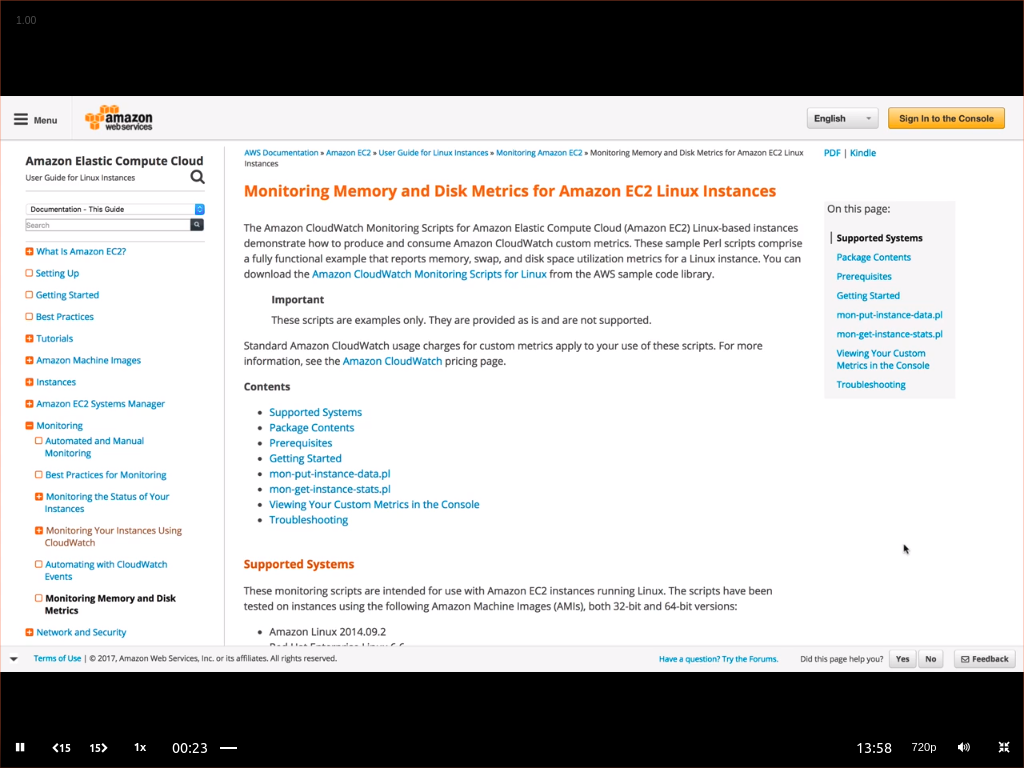 1.00
Menu
amazon
webservices
English
Sign In to the Console
Amazon Elastic Compute Cloud
User Guide for Linux Instances
Documentation - This Guide
Search
What Is Amazon EC2?
Setting Up
Getting Started
Best Practices
Tutorials
Amazon Machine Images
Instances
Amazon EC2 Systems Manager
Monitoring
Automated and Manual
Monitoring
Best Practices for Monitoring
Monitoring the Status of Your
Instances
Monitoring Your Instances Using
CloudWatch
Automating with CloudWatch
Events
Monitoring Memory and Disk
Metrics
Network and Security
AWS Documentation » Amazon EC2 » User Guide for Linux Instances » Monitoring Amazon EC2 » Monitoring Memory and Disk Metrics for Amazon EC2 Linux
Instances
Monitoring Memory and Disk Metrics for Amazon EC2 Linux Instances
The Amazon CloudWatch Monitoring Scripts for Amazon Elastic Compute Cloud (Amazon EC2) Linux-based instances
demonstrate how to produce and consume Amazon CloudWatch custom metrics. These sample Perl scripts comprise
a fully functional example that reports memory, swap, and disk space utilization metrics for a Linux instance. You can
download the Amazon CloudWatch Monitoring Scripts for Linux from the AWS sample code library.
Important
These scripts are examples only. They are provided as is and are not supported.
Standard Amazon CloudWatch usage charges for custom metrics apply to your use of these scripts. For more
information, see the Amazon CloudWatch pricing page.
Contents
• Supported Systems
• Package Contents
• Prerequisites
• Getting Started
• mon-put-instance-data.pl
• mon-get-instance-stats.pl
• Viewing Your Custom Metrics in the Console
• Troubleshooting
Supported Systems
These monitoring scripts are intended for use with Amazon EC2 instances running Linux. The scripts have been
tested on instances using the following Amazon Machine Images (AMIs), both 32-bit and 64-bit versions:
• Amazon Linux 2014.09.2
PDF | Kindle
On this page:
Supported Systems
Package Contents
Prerequisites
Getting Started
mon-put-instance-data.pl
mon-get-instance-stats.pl
Viewing Your Custom
Metrics in the Console
Troubleshooting
Terms of Use | © 2017, Amazon Web Services, Inc. or its affiliates. All rights reserved.
Have a question? Try the Forums.
Did this page help you?
Yes
No
Feedback
15
15
1x
00:23
13:58
720p